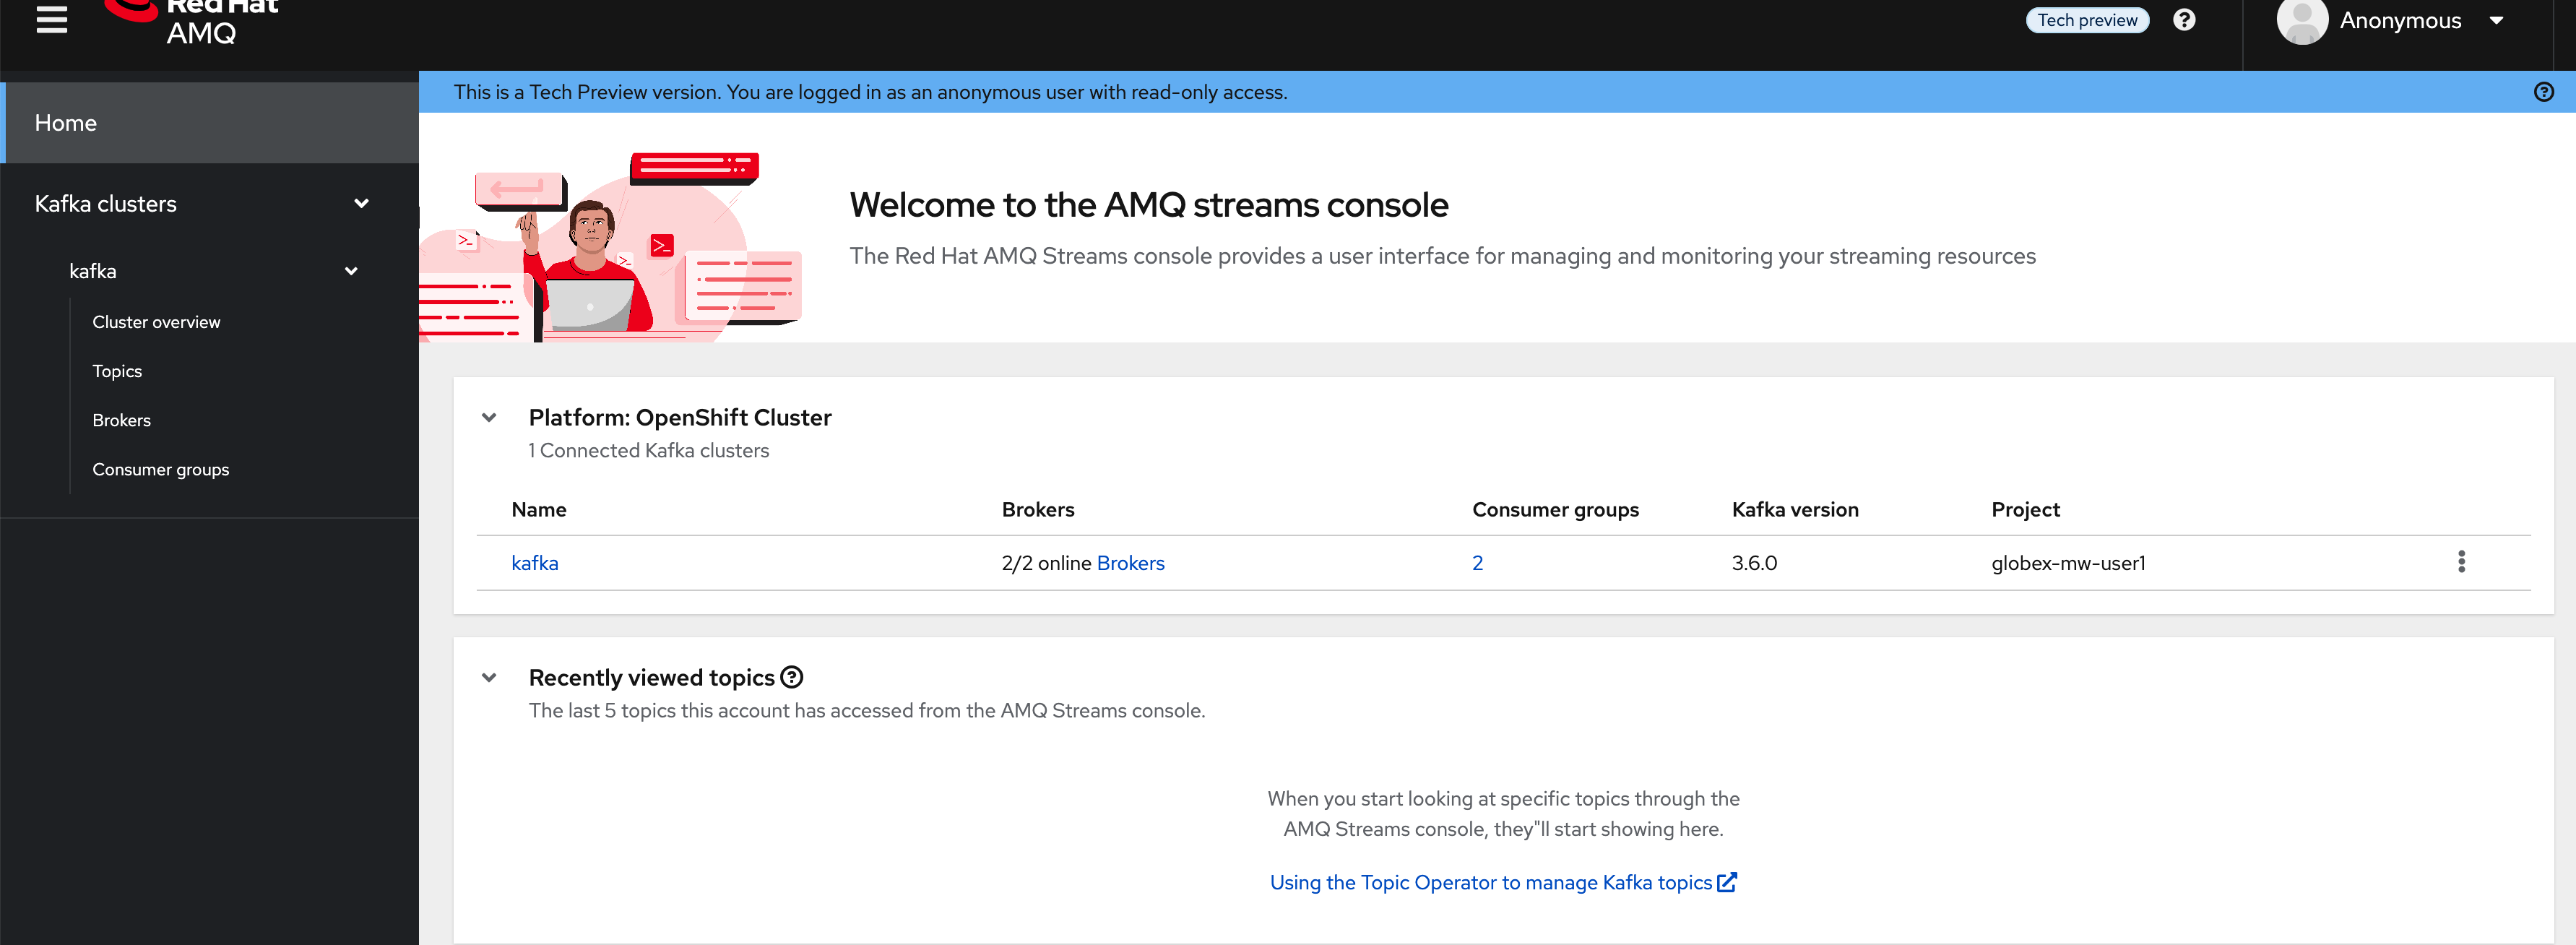 Red Hat
AMQ
Tech preview
Anonymous
This is a Tech Preview version. You are logged in as an anonymous user with read-only access.
Home
Kafka clusters
kafka
Cluster overview
Topics
Brokers
Consumer groups
Welcome to the AMQ streams console
The Red Hat AMQ Streams console provides a user interface for managing and monitoring your streaming resources
Platform: OpenShift Cluster
1 Connected Kafka clusters
Name Brokers Consumer groups Kafka version Project
kafka 2/2 online Brokers 2 3.6.0 globex-mw-user1
Recently viewed topics
The last 5 topics this account has accessed from the AMQ Streams console.
When you start looking at specific topics through the
AMQ Streams console, they"ll start showing here.
Using the Topic Operator to manage Kafka topics